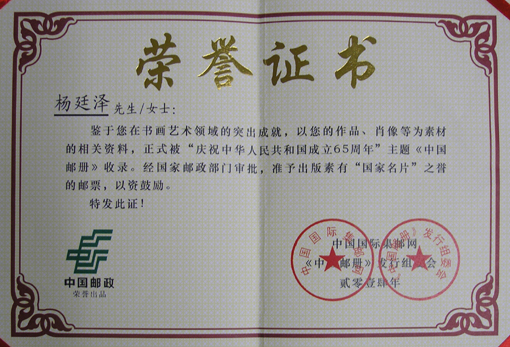 荣誉证书
杨廷泽 先生/女士：
鉴于您在书画艺术领域的突出成就，以您的作品、肖像等为素材
的相关资料，正式被“庆祝中华人民共和国成立65周年”主题《中国
邮册》收录。经国家邮政部门审批，准予出版素有“国家名片”之誉
的邮票，以资鼓励。
特发此证！
中国国际集邮网
《中国邮册》发行组委会
贰零壹肆年
中国邮政
荣誉出品